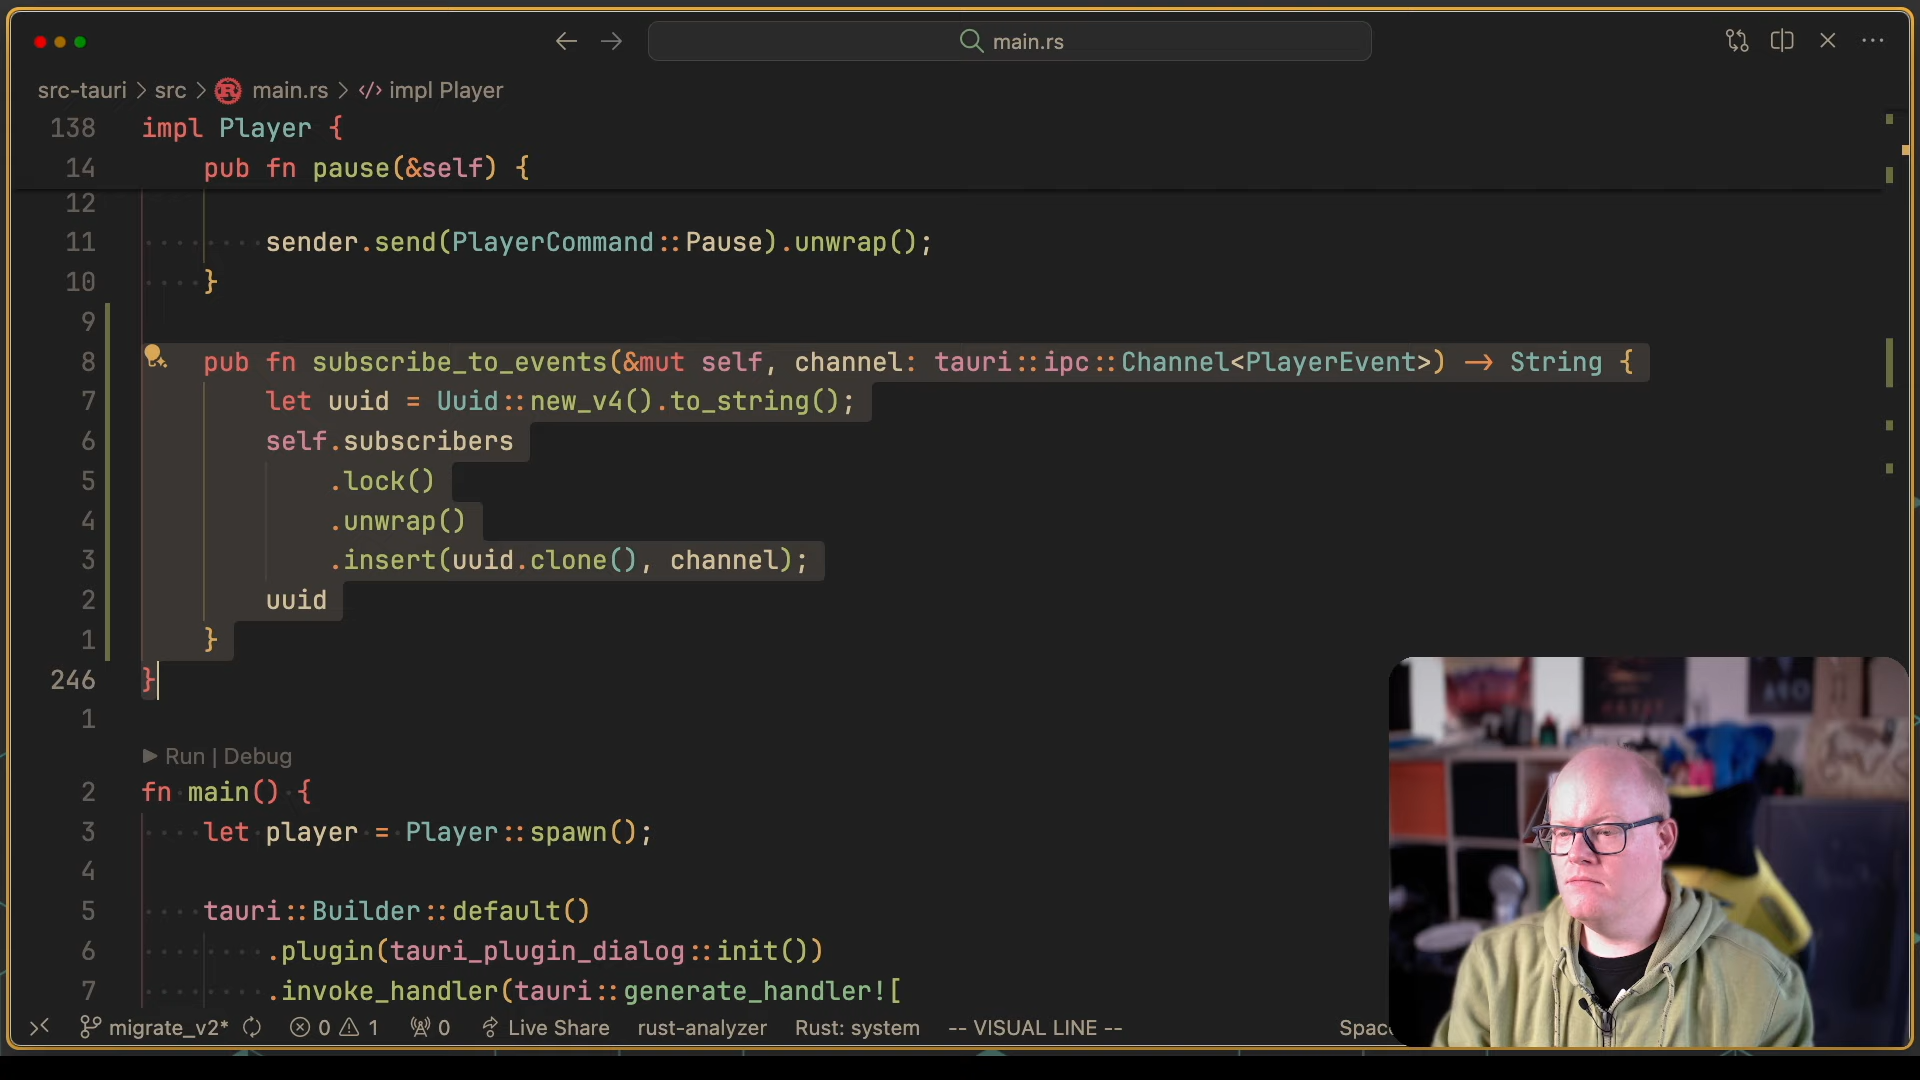 main.rs
src-tauri > src > main.rs > </> impl Player
138 impl Player {
14 pub fn pause(&self) {
12
11 sender.send(PlayerCommand::Pause).unwrap();
10 }
9
8 pub fn subscribe_to_events(&mut self, channel: tauri::ipc::Channel<PlayerEvent>) -> String {
7 let uuid = Uuid::new_v4().to_string();
6 self.subscribers
5 .lock()
4 .unwrap()
3 .insert(uuid.clone(), channel);
2 uuid
1 }
246 }
1
Run | Debug
2 fn main() {
3 let player = Player::spawn();
4
5 tauri::Builder::default()
6 .plugin(tauri_plugin_dialog::init())
7 .invoke_handler(tauri::generate_handler![
migrate_v2* 0 1 0 Live Share rust-analyzer Rust: system -- VISUAL LINE --